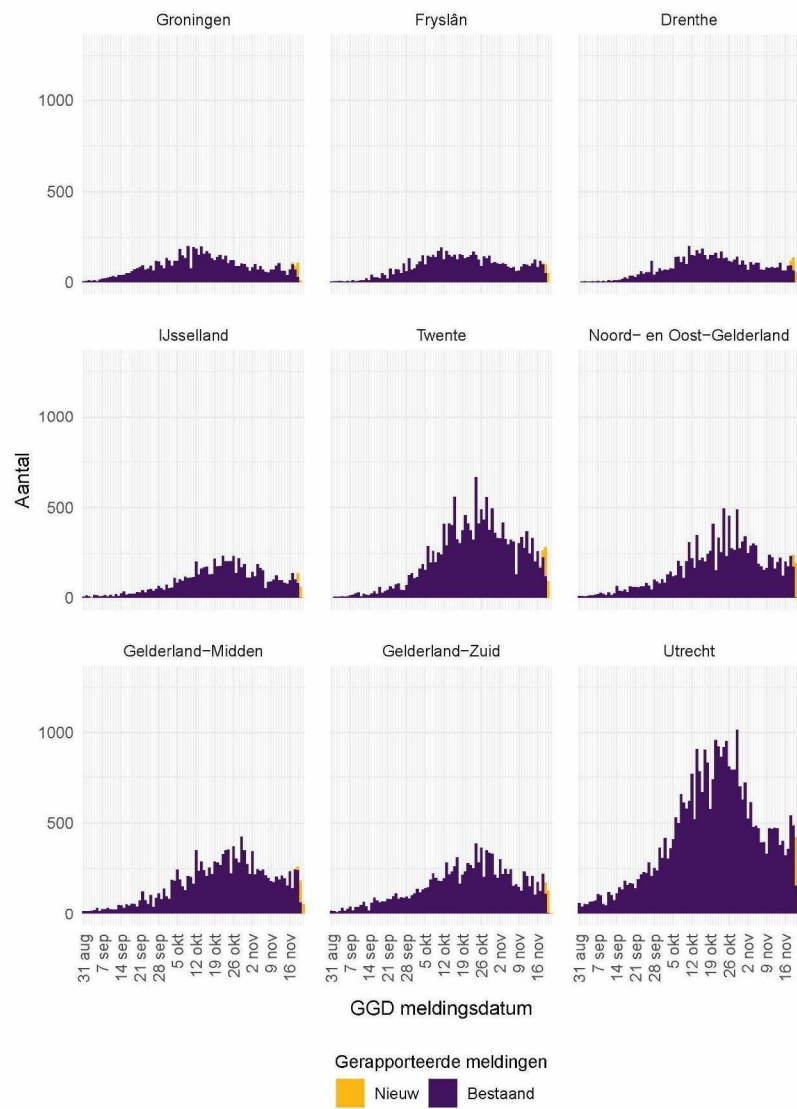 Groningen
Fryslân
Drenthe
1000
500
0
IJsselland
Twente
Noord- en Oost-Gelderland
1000
500
0
Aantal
Gelderland-Midden
Gelderland-Zuid
Utrecht
1000
500
0
31 aug
7 sep
14 sep
21 sep
28 sep
5 okt
12 okt
19 okt
26 okt
2 nov
9 nov
16 nov
31 aug
7 sep
14 sep
21 sep
28 sep
5 okt
12 okt
19 okt
26 okt
2 nov
9 nov
16 nov
31 aug
7 sep
14 sep
21 sep
28 sep
5 okt
12 okt
19 okt
26 okt
2 nov
9 nov
16 nov
GGD meldingsdatum
Gerapporteerde meldingen
Nieuw
Bestaand